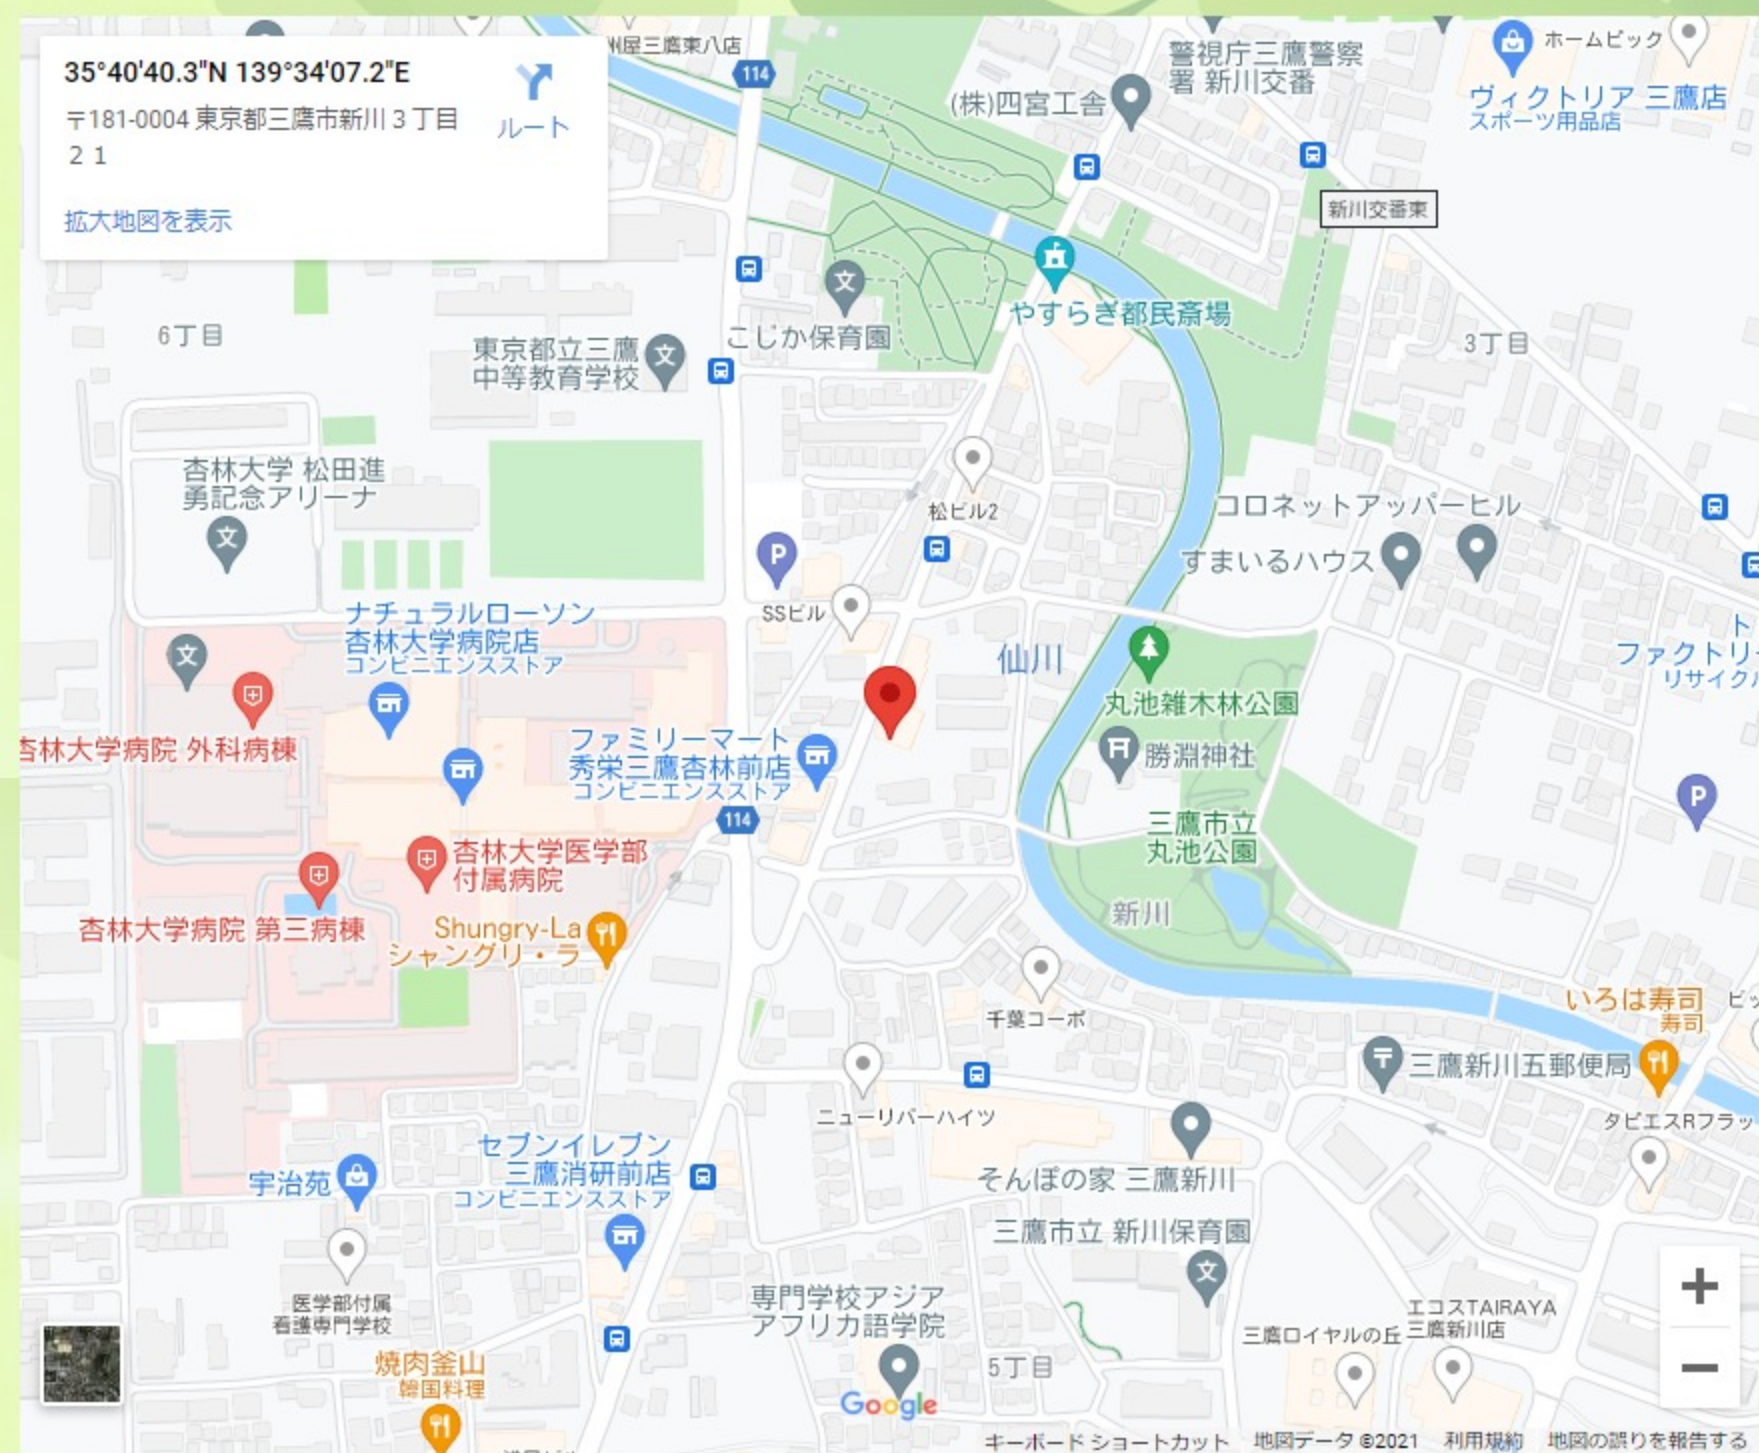 35°40'40.3"N 139°34'07.2"E
〒181-0004 東京都三鷹市新川３丁目
２１
ルート
拡大地図を表示
州屋三鷹東八店
114
警視庁三鷹警察
署 新川交番
(株)四宮工舎
ホームピック
ヴィクトリア 三鷹店
スポーツ用品店
新川交番東
やすらぎ都民斎場
こじか保育園
6丁目
東京都立三鷹
中等教育学校
3丁目
杏林大学 松田進
勇記念アリーナ
松ビル2
コロネットアッパーヒル
すまいるハウス
P
SSビル
ナチュラルローソン
杏林大学病院店
コンビニエンスストア
仙川
丸池雑木林公園
勝淵神社
ファクトリ
リサイクル
杏林大学病院 外科病棟
ファミリーマート
秀栄三鷹杏林前店
コンビニエンスストア
114
三鷹市立
丸池公園
P
杏林大学医学部
付属病院
杏林大学病院 第三病棟
Shungry-La
シャングリ・ラ
新川
千葉コーポ
いろは寿司
寿司
三鷹新川五郵便局
ニューリバーハイツ
タビエスRフラッ
セブンイレブン
三鷹消研前店
コンビニエンスストア
宇治苑
そんぽの家 三鷹新川
三鷹市立 新川保育園
医学部付属
看護専門学校
専門学校アジア
アフリカ語学院
5丁目
エコスTAIRAYA
三鷹新川店
三鷹ロイヤルの丘
焼肉釜山
韓国料理
Google
キーボード ショートカット 地図データ ©2021 利用規約 地図の誤りを報告する